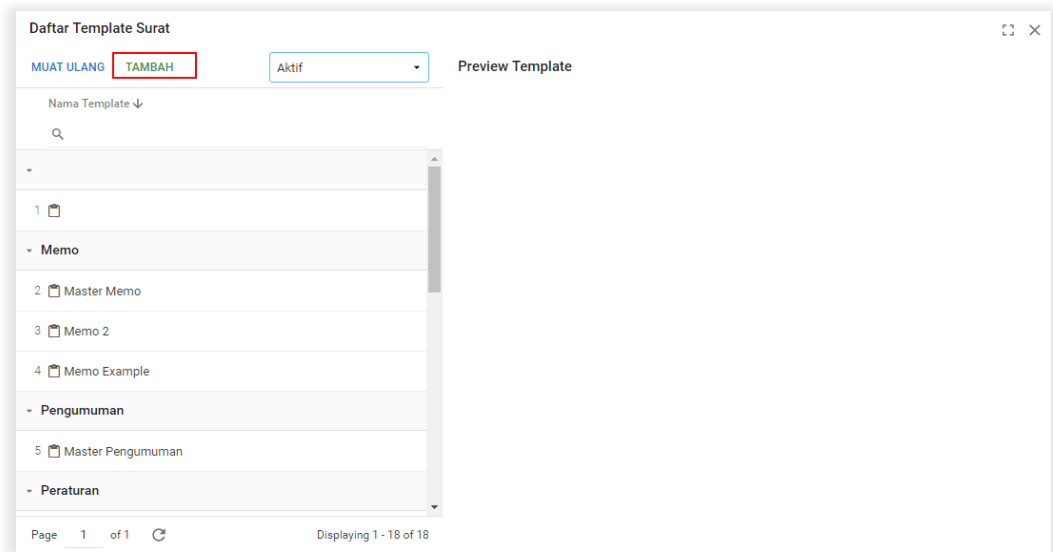 Daftar Template Surat
MUAT ULANG TAMBAH Aktif Preview Template
Nama Template
1
Memo
2 Master Memo
3 Memo 2
4 Memo Example
Pengumuman
5 Master Pengumuman
Peraturan
Page 1 of 1 Displaying 1 - 18 of 18